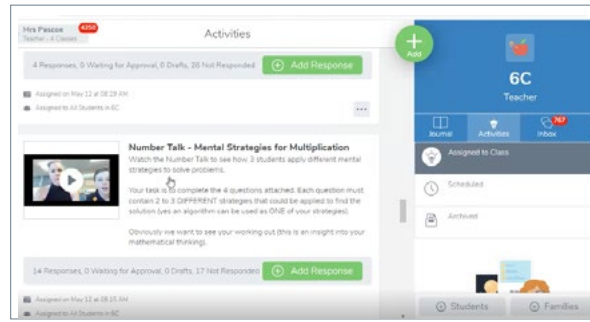 Hrs Pascoe
4253
Teacher - 4 Classes
Activities
Add
4 Responses, 0 Waiting for Approval, 0 Drafts, 26 Not Responded
Add Response
Assigned on May 12 at 08:28 AM
Assigned to All Students in 6C
Number Talk - Mental Strategies for Multiplication
Watch the Number Talk to see how 3 students apply different mental
strategies to solve problems.
Your task is to complete the 4 questions attached. Each question must
contain 2 to 3 DIFFERENT strategies that could be applied to find the
solution (yes an algorithm can be used as ONE of your strategies).
Obviously we want to see your working out (this is an insight into your
mathematical thinking).
14 Responses, 0 Waiting for Approval, 0 Drafts, 17 Not Responded
Add Response
Assigned on May 12 at 08:15 AM
Assigned to All Students in 6C
6C
Teacher
Journal
Activities
Inbox
767
Assigned to Class
Scheduled
Archived
Students
Families